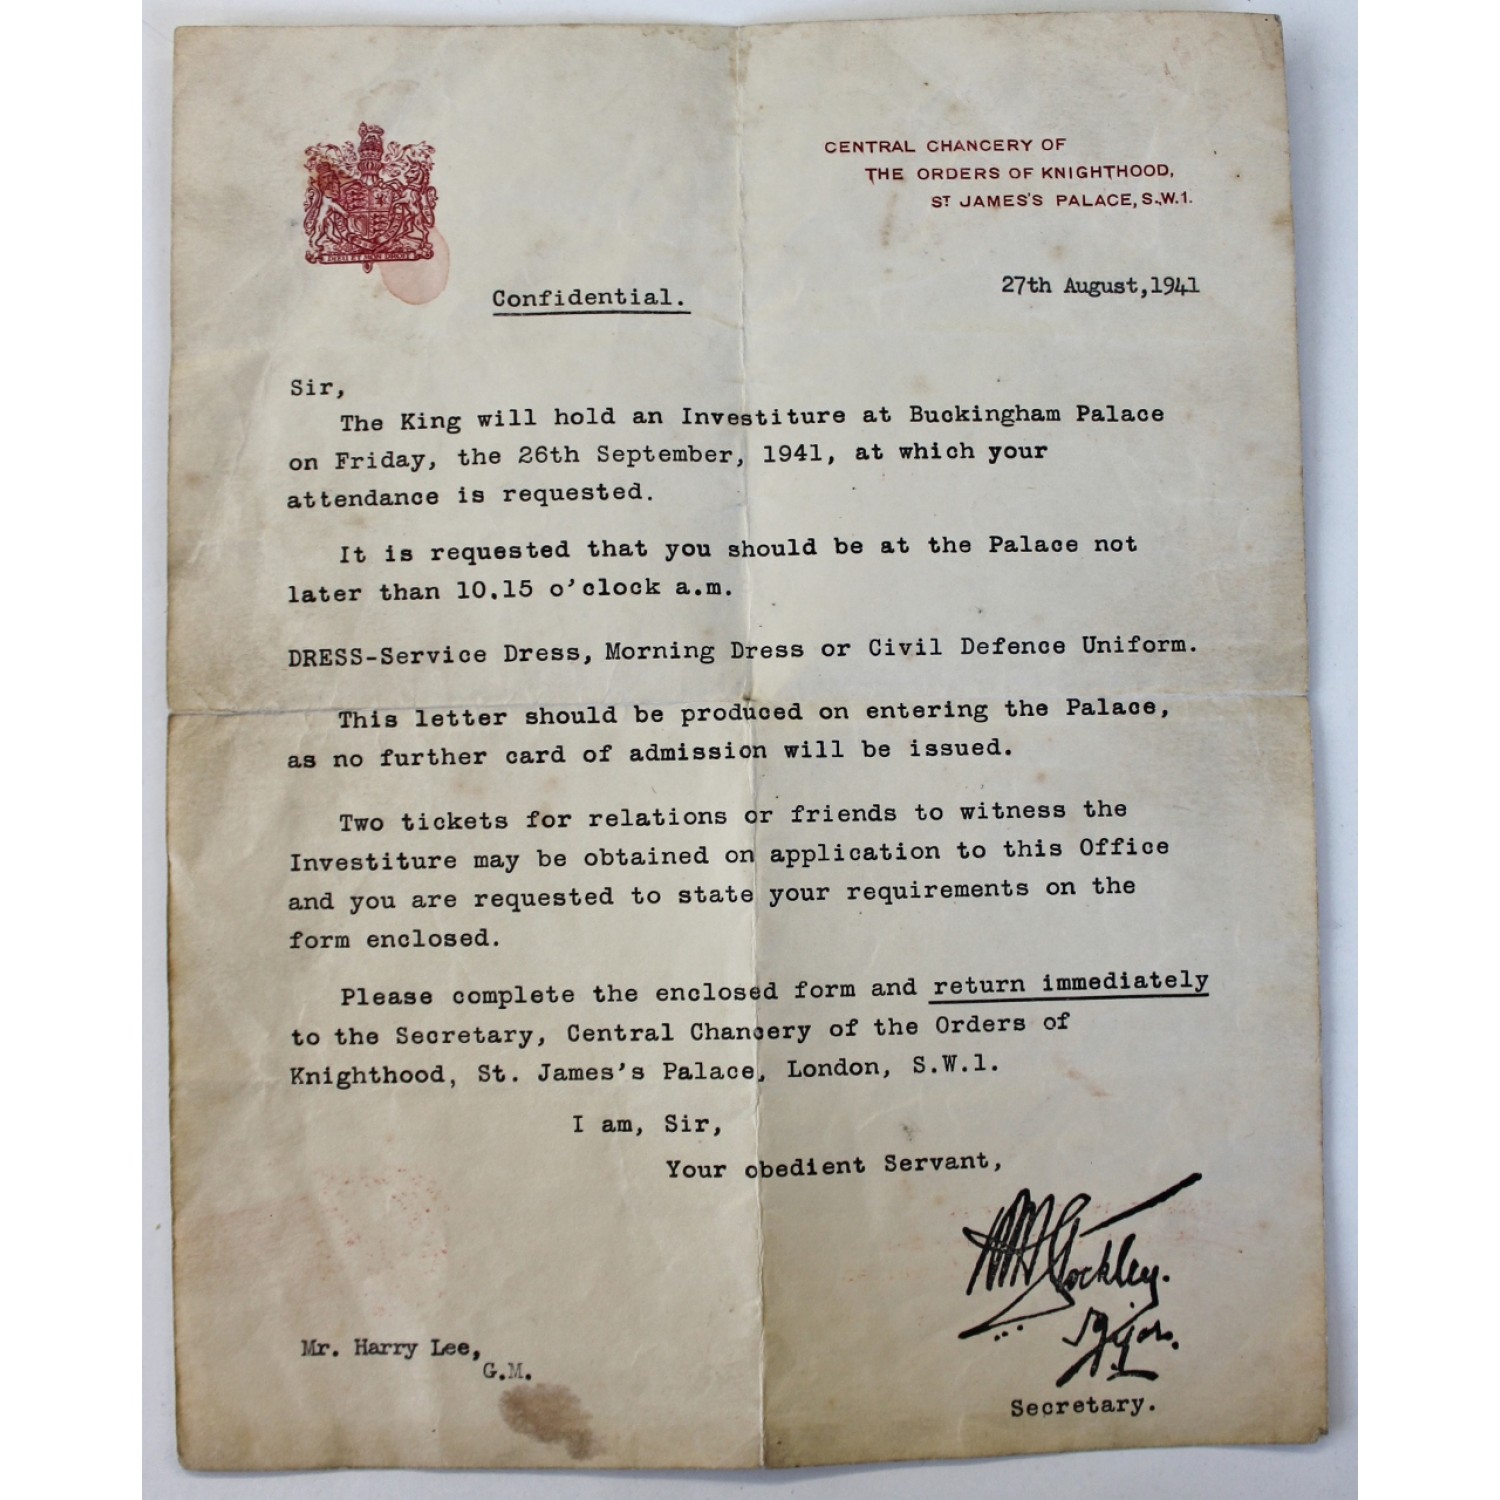 CENTRAL CHANCERY OF
THE ORDERS OF KNIGHTHOOD,
ST JAMES'S PALACE, S.W.1.
DIEU ET MON DROIT
27th August,1941
Confidential.
Sir,
The King will hold an Investiture at Buckingham Palace
on Friday, the 26th September, 1941, at which your
attendance is requested.
It is requested that you should be at the Palace not
later than 10.15 o'clock a.m.
DRESS-Service Dress, Morning Dress or Civil Defence Uniform.
This letter should be produced on entering the Palace,
as no further card of admission will be issued.
Two tickets for relations or friends to witness the
Investiture may be obtained on application to this Office
and you are requested to state your requirements on the
form enclosed.
Please complete the enclosed form and return immediately
to the Secretary, Central Chancery of the Orders of
Knighthood, St. James's Palace, London, S.W.1.
I am, Sir,
Your obedient Servant,
Stockley.
Mr. Harry Lee,
G.M.
Secretary.